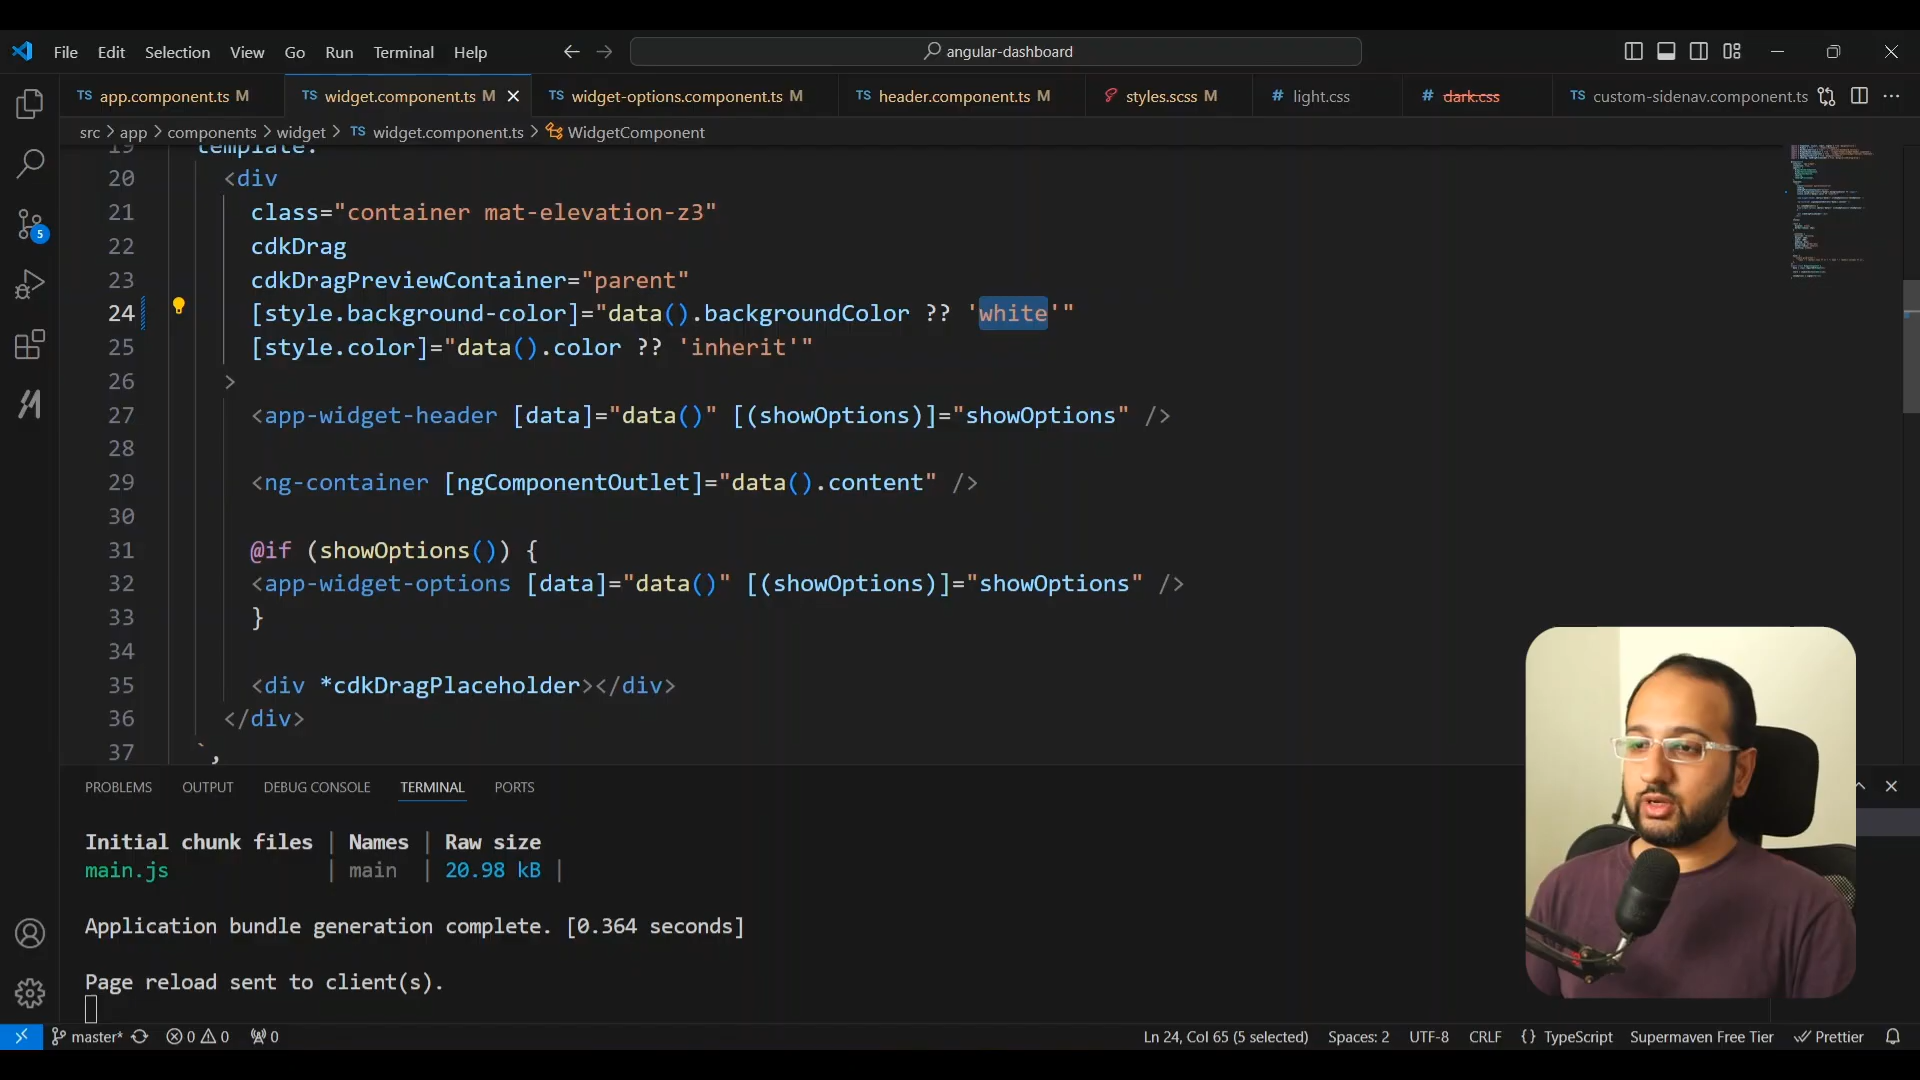 File Edit Selection View Go Run Terminal Help angular-dashboard
TS app.component.ts M TS widget.component.ts M TS widget-options.component.ts M TS header.component.ts M styles.scss M # light.css # dark.css TS custom-sidenav.component.ts
src > app > components > widget > TS widget.component.ts > WidgetComponent
19 template:
20 <div
21 class="container mat-elevation-z3"
22 cdkDrag
23 cdkDragPreviewContainer="parent"
24 [style.background-color]="data().backgroundColor ?? 'white'"
25 [style.color]="data().color ?? 'inherit'"
26 >
27 <app-widget-header [data]="data()" [(showOptions)]="showOptions" />
28
29 <ng-container [ngComponentOutlet]="data().content" />
30
31 @if (showOptions()) {
32 <app-widget-options [data]="data()" [(showOptions)]="showOptions" />
33 }
34
35 <div *cdkDragPlaceholder></div>
36 </div>
37 `,
5
PROBLEMS OUTPUT DEBUG CONSOLE TERMINAL PORTS
Initial chunk files | Names | Raw size
main.js | main | 20.98 kB |
Application bundle generation complete. [0.364 seconds]
Page reload sent to client(s).
master* 0 0 0 Ln 24, Col 65 (5 selected) Spaces: 2 UTF-8 CRLF {} TypeScript Supermaven Free Tier Prettier